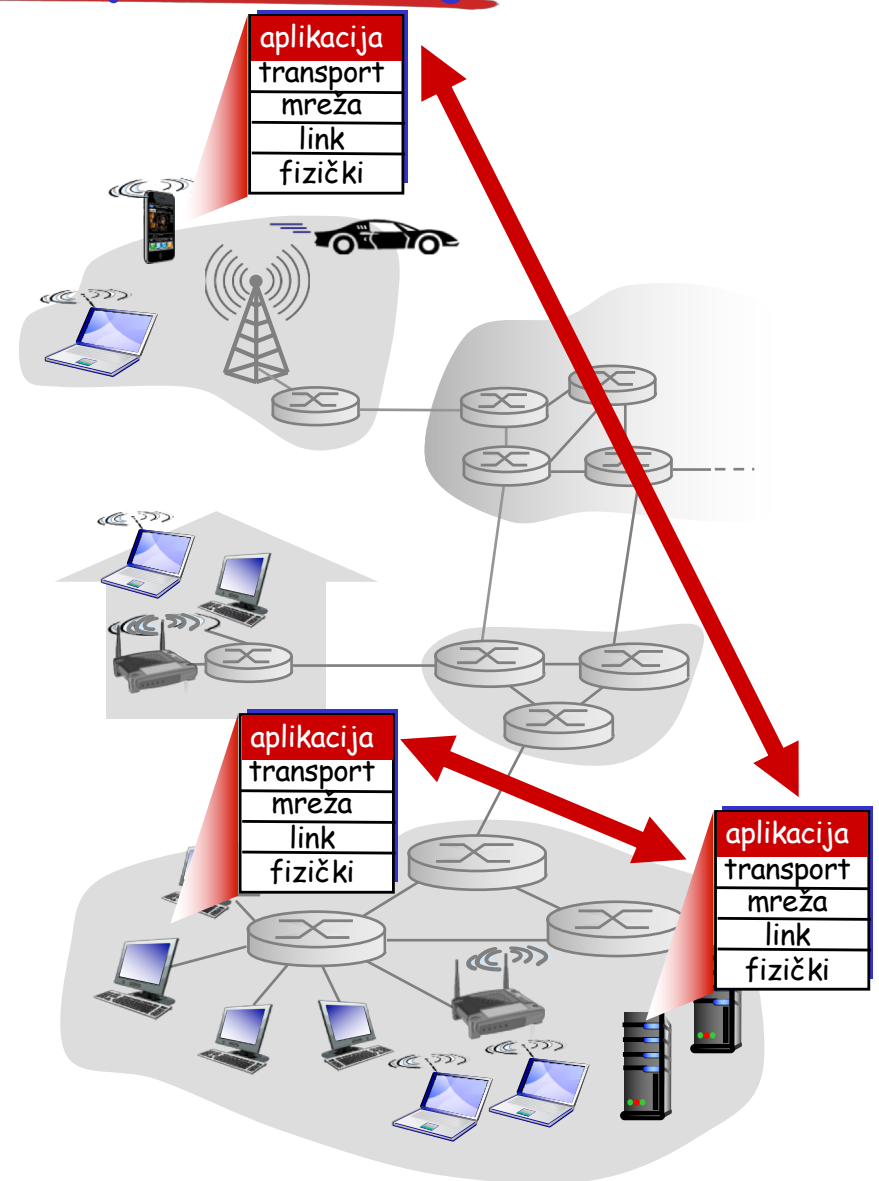 aplikacija
transport
mreža
link
fizički
aplikacija
transport
mreža
link
fizički
aplikacija
transport
mreža
link
fizički